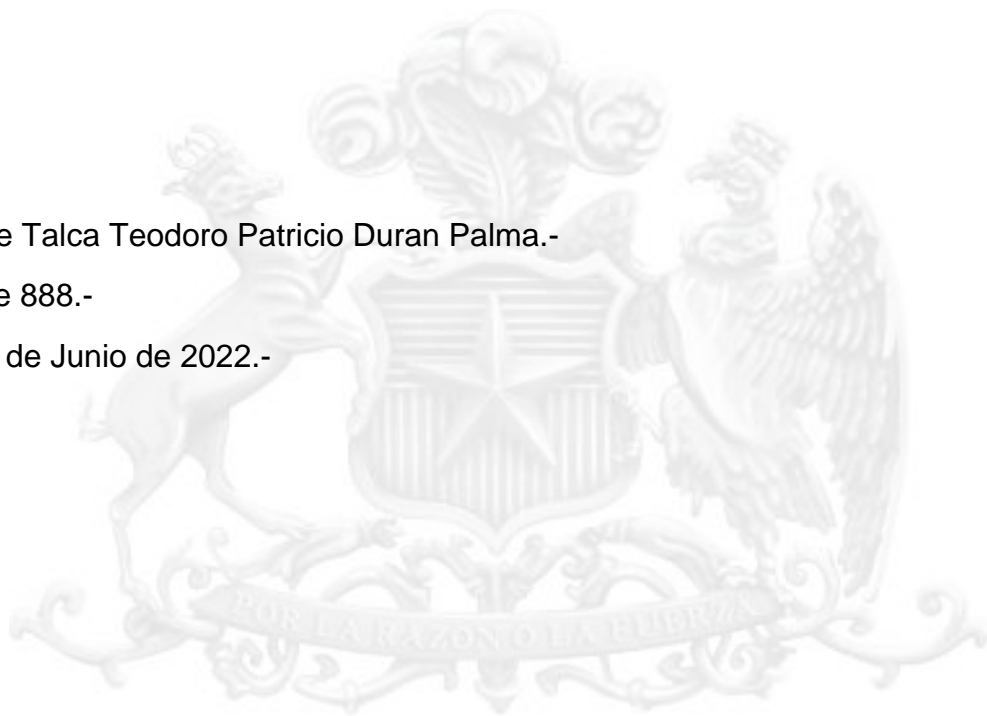 e Talca Teodoro Patricio Duran Palma.-
e 888.-
de Junio de 2022.-
POR LA RAZON O LA FUERZA